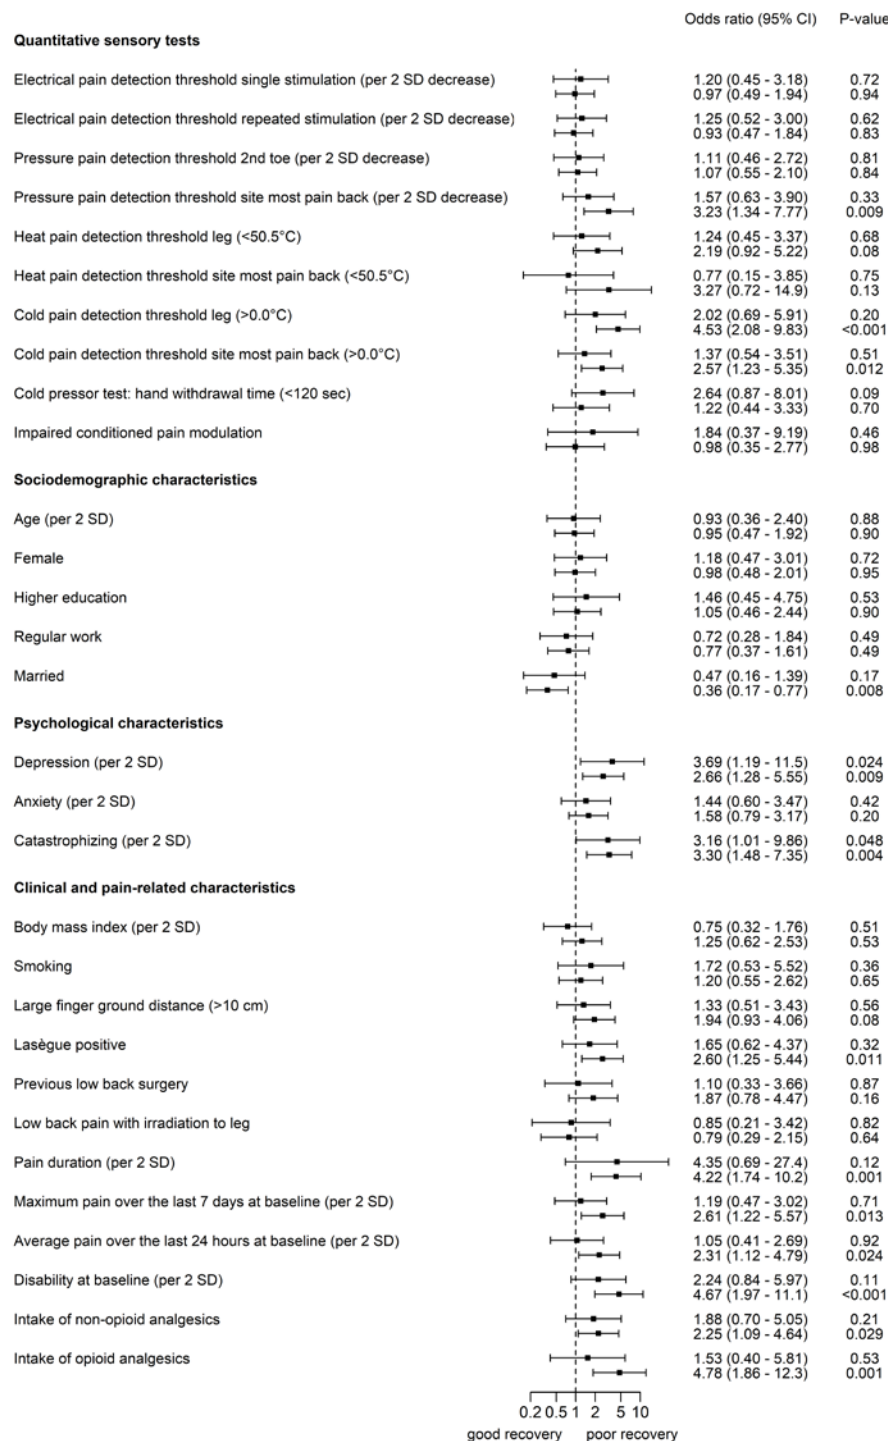 Odds ratio (95% CI) P-value
Quantitative sensory tests
Electrical pain detection threshold single stimulation (per 2 SD decrease) 1.20 (0.45 - 3.18) 0.72
0.97 (0.49 - 1.94) 0.94
Electrical pain detection threshold repeated stimulation (per 2 SD decrease) 1.25 (0.52 - 3.00) 0.62
0.93 (0.47 - 1.84) 0.83
Pressure pain detection threshold 2nd toe (per 2 SD decrease) 1.11 (0.46 - 2.72) 0.81
1.07 (0.55 - 2.10) 0.84
Pressure pain detection threshold site most pain back (per 2 SD decrease) 1.57 (0.63 - 3.90) 0.33
3.23 (1.34 - 7.77) 0.009
Heat pain detection threshold leg (<50.5°C) 1.24 (0.45 - 3.37) 0.68
2.19 (0.92 - 5.22) 0.08
Heat pain detection threshold site most pain back (<50.5°C) 0.77 (0.15 - 3.85) 0.75
3.27 (0.72 - 14.9) 0.13
Cold pain detection threshold leg (>0.0°C) 2.02 (0.69 - 5.91) 0.20
4.53 (2.08 - 9.83) <0.001
Cold pain detection threshold site most pain back (>0.0°C) 1.37 (0.54 - 3.51) 0.51
2.57 (1.23 - 5.35) 0.012
Cold pressor test: hand withdrawal time (<120 sec) 2.64 (0.87 - 8.01) 0.09
1.22 (0.44 - 3.33) 0.70
Impaired conditioned pain modulation 1.84 (0.37 - 9.19) 0.46
0.98 (0.35 - 2.77) 0.98
Sociodemographic characteristics
Age (per 2 SD) 0.93 (0.36 - 2.40) 0.88
0.95 (0.47 - 1.92) 0.90
Female 1.18 (0.47 - 3.01) 0.72
0.98 (0.48 - 2.01) 0.95
Higher education 1.46 (0.45 - 4.75) 0.53
1.05 (0.46 - 2.44) 0.90
Regular work 0.72 (0.28 - 1.84) 0.49
0.77 (0.37 - 1.61) 0.49
Married 0.47 (0.16 - 1.39) 0.17
0.36 (0.17 - 0.77) 0.008
Psychological characteristics
Depression (per 2 SD) 3.69 (1.19 - 11.5) 0.024
2.66 (1.28 - 5.55) 0.009
Anxiety (per 2 SD) 1.44 (0.60 - 3.47) 0.42
1.58 (0.79 - 3.17) 0.20
Catastrophizing (per 2 SD) 3.16 (1.01 - 9.86) 0.048
3.30 (1.48 - 7.35) 0.004
Clinical and pain-related characteristics
Body mass index (per 2 SD) 0.75 (0.32 - 1.76) 0.51
1.25 (0.62 - 2.53) 0.53
Smoking 1.72 (0.53 - 5.52) 0.36
1.20 (0.55 - 2.62) 0.65
Large finger ground distance (>10 cm) 1.33 (0.51 - 3.43) 0.56
1.94 (0.93 - 4.06) 0.08
Lasègue positive 1.65 (0.62 - 4.37) 0.32
2.60 (1.25 - 5.44) 0.011
Previous low back surgery 1.10 (0.33 - 3.66) 0.87
1.87 (0.78 - 4.47) 0.16
Low back pain with irradiation to leg 0.85 (0.21 - 3.42) 0.82
0.79 (0.29 - 2.15) 0.64
Pain duration (per 2 SD) 4.35 (0.69 - 27.4) 0.12
4.22 (1.74 - 10.2) 0.001
Maximum pain over the last 7 days at baseline (per 2 SD) 1.19 (0.47 - 3.02) 0.71
2.61 (1.22 - 5.57) 0.013
Average pain over the last 24 hours at baseline (per 2 SD) 1.05 (0.41 - 2.69) 0.92
2.31 (1.12 - 4.79) 0.024
Disability at baseline (per 2 SD) 2.24 (0.84 - 5.97) 0.11
4.67 (1.97 - 11.1) <0.001
Intake of non-opioid analgesics 1.88 (0.70 - 5.05) 0.21
2.25 (1.09 - 4.64) 0.029
Intake of opioid analgesics 1.53 (0.40 - 5.81) 0.53
4.78 (1.86 - 12.3) 0.001
0.2 0.5 1 2 5 10
good recovery poor recovery